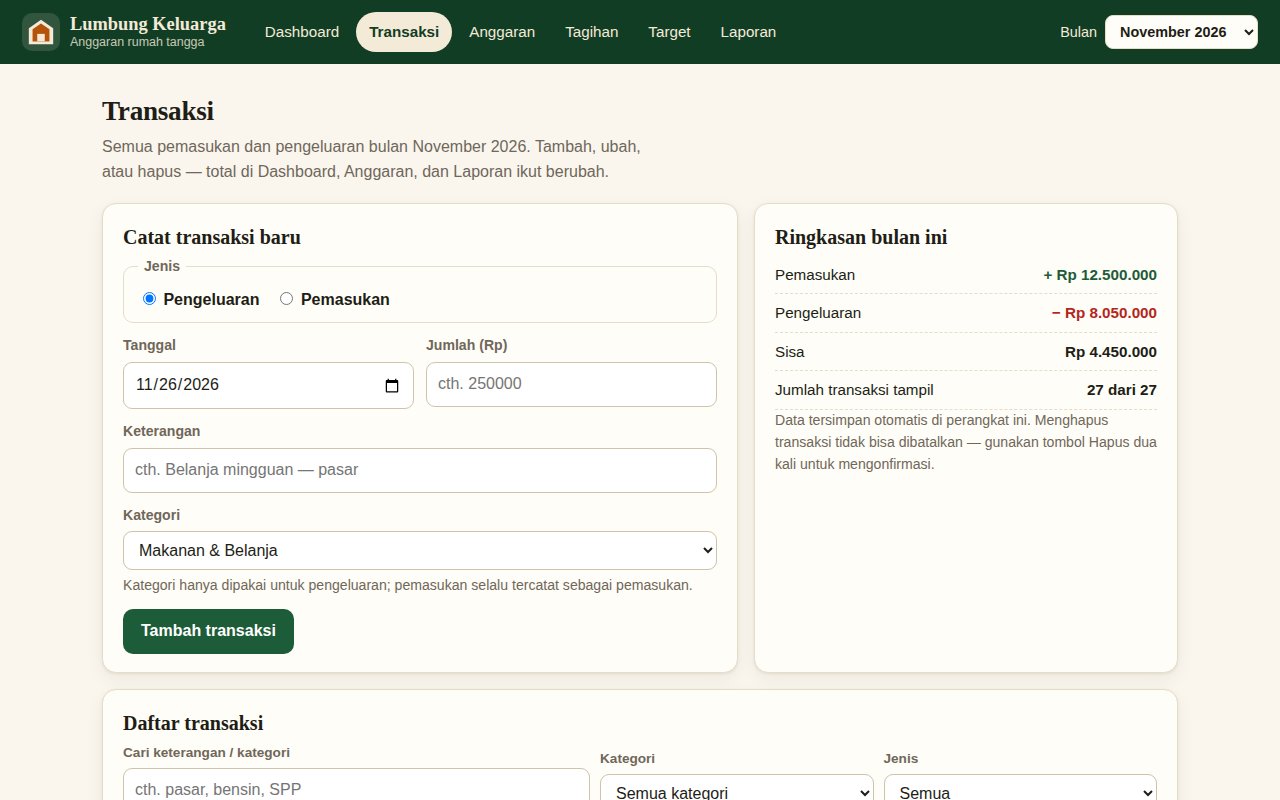 Lumbung Keluarga
Anggaran rumah tangga
Dashboard
Transaksi
Anggaran
Tagihan
Target
Laporan
Bulan
November 2026
Transaksi
Semua pemasukan dan pengeluaran bulan November 2026. Tambah, ubah,
atau hapus — total di Dashboard, Anggaran, dan Laporan ikut berubah.
Catat transaksi baru
Jenis
Pengeluaran
Pemasukan
Tanggal
Jumlah (Rp)
11/26/2026
cth. 250000
Keterangan
cth. Belanja mingguan — pasar
Kategori
Makanan & Belanja
Kategori hanya dipakai untuk pengeluaran; pemasukan selalu tercatat sebagai pemasukan.
Tambah transaksi
Ringkasan bulan ini
Pemasukan
+ Rp 12.500.000
Pengeluaran
− Rp 8.050.000
Sisa
Rp 4.450.000
Jumlah transaksi tampil
27 dari 27
Data tersimpan otomatis di perangkat ini. Menghapus
transaksi tidak bisa dibatalkan — gunakan tombol Hapus dua
kali untuk mengonfirmasi.
Daftar transaksi
Cari keterangan / kategori
Kategori
Jenis
cth. pasar, bensin, SPP
Semua kategori
Semua